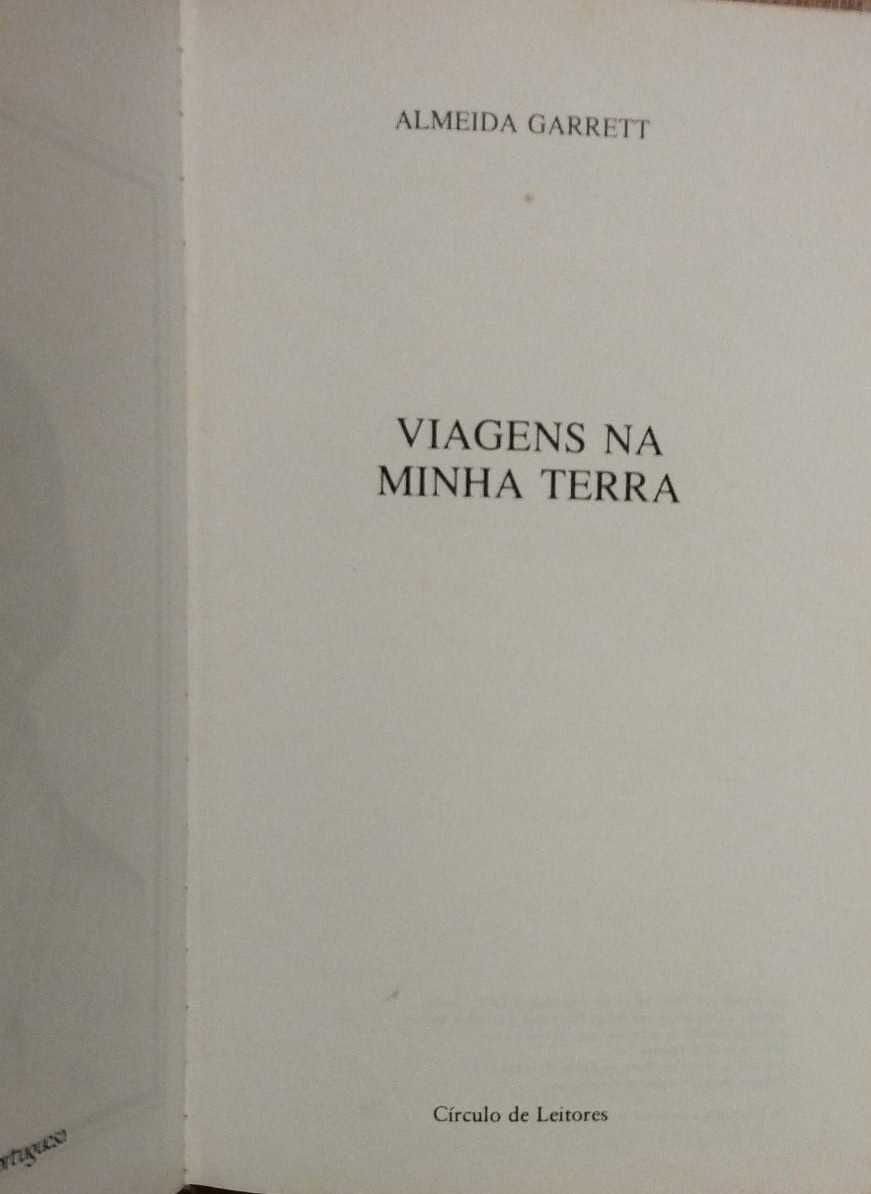 ALMEIDA GARRETT
VIAGENS NA
MINHA TERRA
Círculo de Leitores